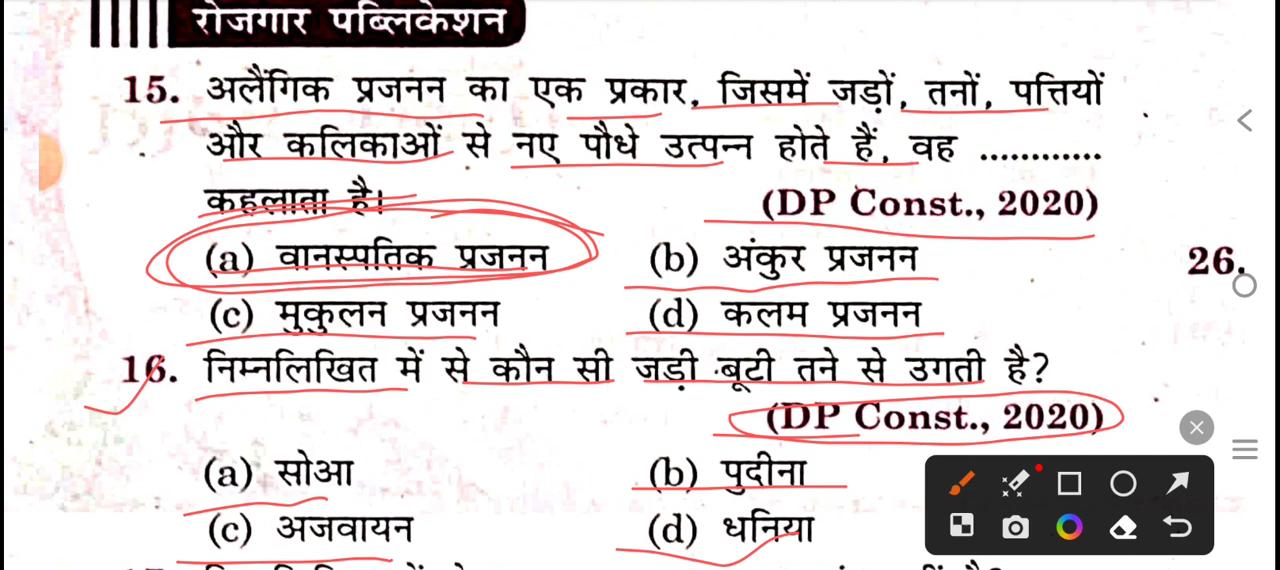 रोजगार पब्लिकेशन
15. अलैंगिक प्रजनन का एक प्रकार, जिसमें जड़ों, तनों, पत्तियों
और कलिकाओं से नए पौधे उत्पन्न होते हैं, वह ............
कहलाता है।
(DP Const., 2020)
(a) वानस्पतिक प्रजनन (b) अंकुर प्रजनन
26.
(c) मुकुलन प्रजनन (d) कलम प्रजनन
16. निम्नलिखित में से कौन सी जड़ी बूटी तने से उगती है?
(DP Const., 2020)
(a) सोआ (b) पुदीना
(c) अजवायन (d) धनिया